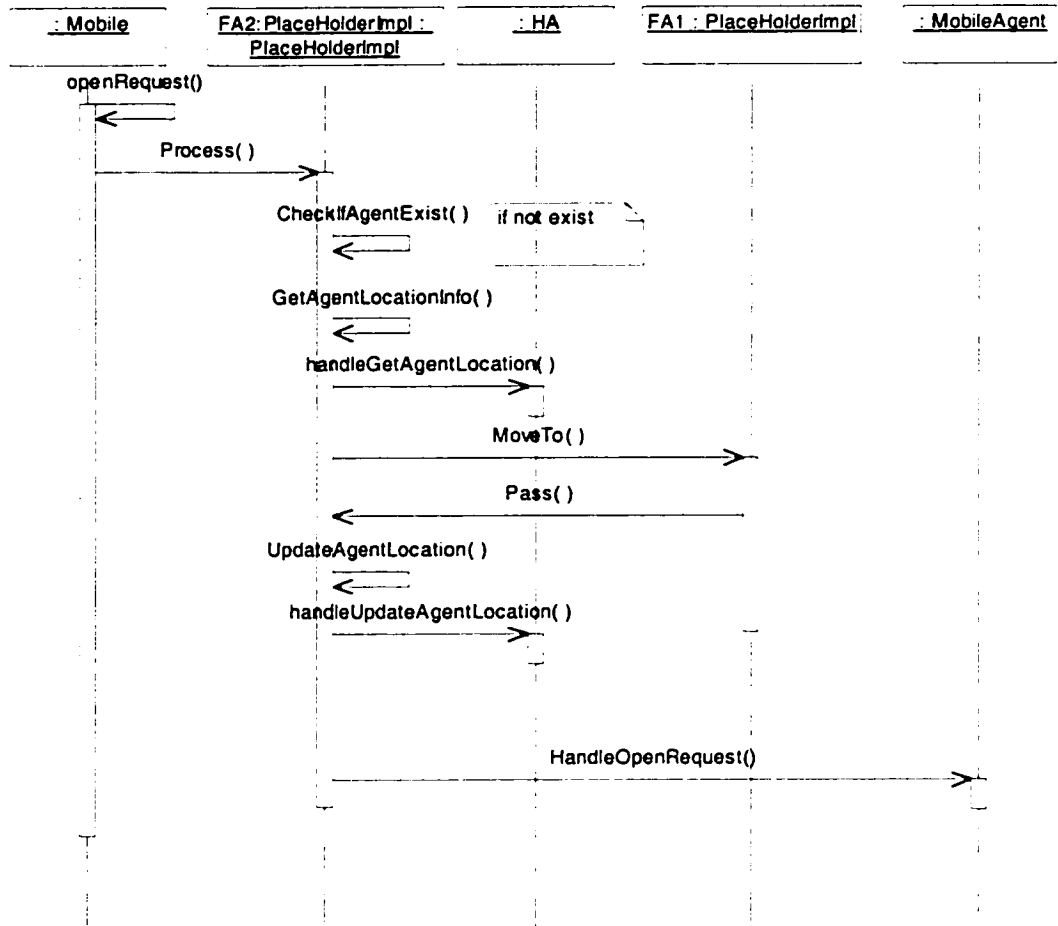 : Mobile
FA2:PlaceHolderImpl :
PlaceHolderImpl
: HA
FA1 : PlaceHolderImpl
: MobileAgent
openRequest()
Process( )
CheckIfAgentExist( )
if not exist
GetAgentLocationInfo( )
handleGetAgentLocation( )
MoveTo( )
Pass( )
UpdateAgentLocation( )
handleUpdateAgentLocation( )
HandleOpenRequest()